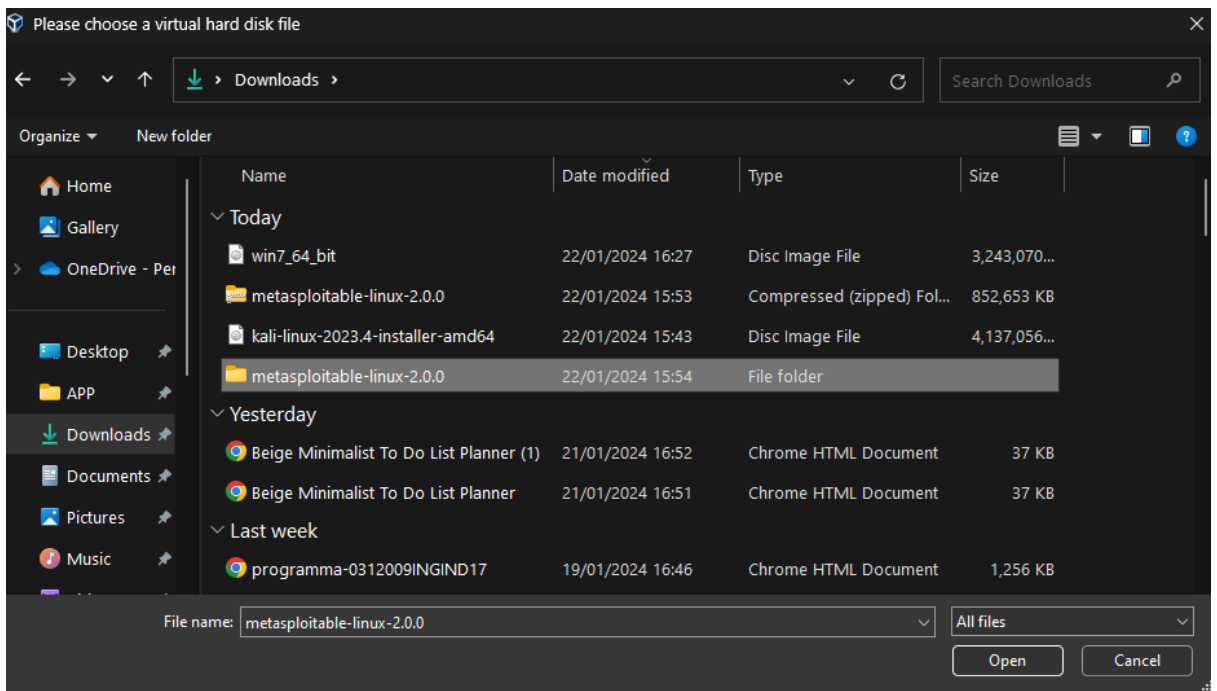 Please choose a virtual hard disk file
Downloads
Search Downloads
Organize
New folder
Name
Date modified
Type
Size
Home
Gallery
OneDrive - Per
Desktop
APP
Downloads
Documents
Pictures
Music
Today
win7_64_bit 22/01/2024 16:27 Disc Image File 3,243,070...
metasploitable-linux-2.0.0 22/01/2024 15:53 Compressed (zipped) Fol... 852,653 KB
kali-linux-2023.4-installer-amd64 22/01/2024 15:43 Disc Image File 4,137,056...
metasploitable-linux-2.0.0 22/01/2024 15:54 File folder
Yesterday
Beige Minimalist To Do List Planner (1) 21/01/2024 16:52 Chrome HTML Document 37 KB
Beige Minimalist To Do List Planner 21/01/2024 16:51 Chrome HTML Document 37 KB
Last week
programma-0312009INGIND17 19/01/2024 16:46 Chrome HTML Document 1,256 KB
File name: metasploitable-linux-2.0.0
All files
Open
Cancel